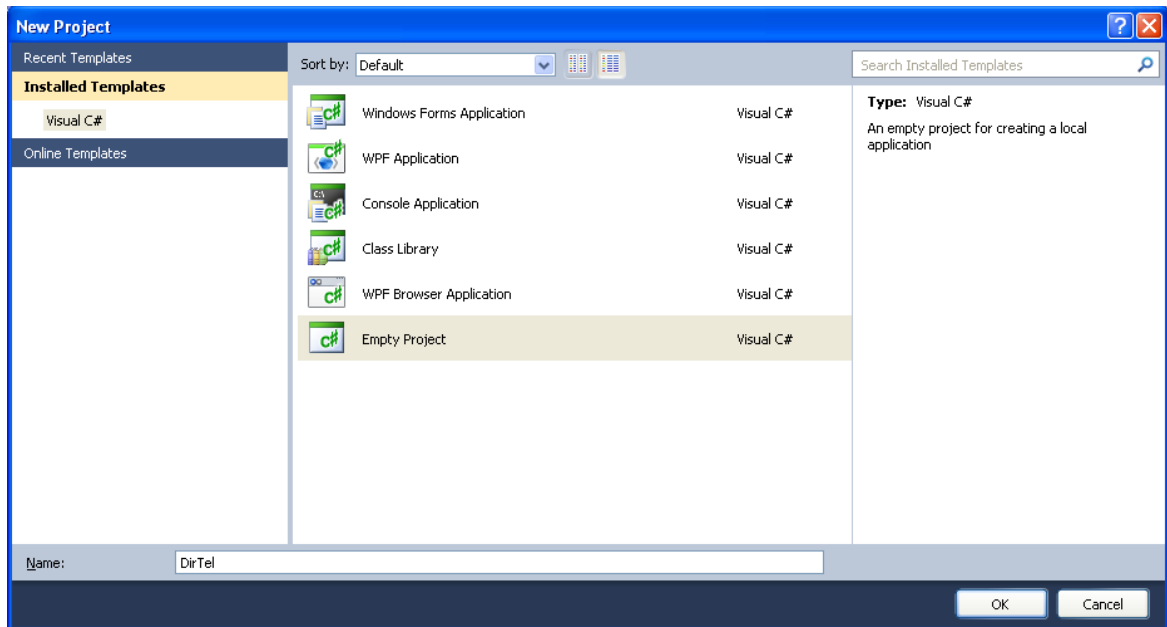 New Project
Recent Templates
Installed Templates
Visual C#
Online Templates
Sort by: Default
Search Installed Templates
Windows Forms Application Visual C#
WPF Application Visual C#
Console Application Visual C#
Class Library Visual C#
WPF Browser Application Visual C#
Empty Project Visual C#
Type: Visual C#
An empty project for creating a local
application
Name: DirTel
OK Cancel